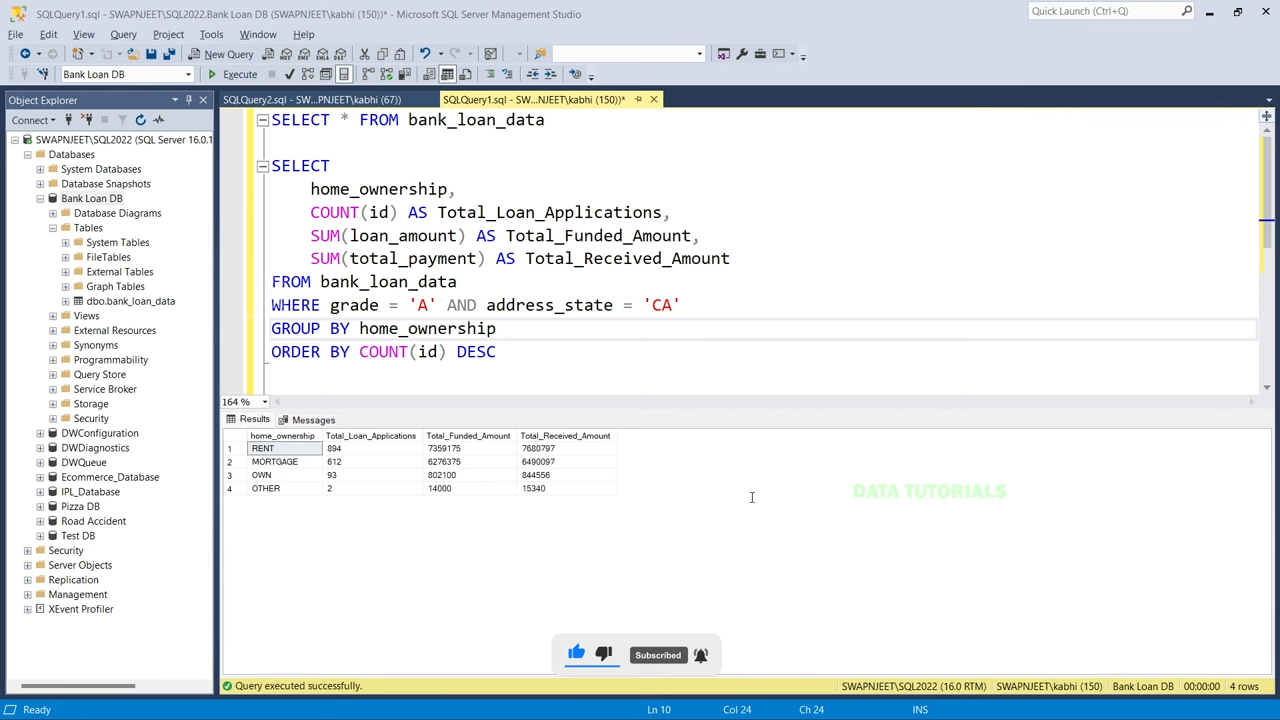 SQLQuery1.sql - SWAPNJEET\SQL2022.Bank Loan DB (SWAPNJEET\kabhi (150))* - Microsoft SQL Server Management Studio
Quick Launch (Ctrl+Q)
File Edit View Query Project Tools Window Help
New Query
Bank Loan DB Execute
Object Explorer
SQLQuery2.sql - SW...PNJEET\kabhi (67)) SQLQuery1.sql - SW...NJEET\kabhi (150))*
Connect
SWAPNJEET\SQL2022 (SQL Server 16.0.1
Databases
System Databases
Database Snapshots
Bank Loan DB
Database Diagrams
Tables
System Tables
FileTables
External Tables
Graph Tables
dbo.bank_loan_data
Views
External Resources
Synonyms
Programmability
Query Store
Service Broker
Storage
Security
DWConfiguration
DWDiagnostics
DWQueue
Ecommerce_Database
IPL_Database
Pizza DB
Road Accident
Test DB
Security
Server Objects
Replication
Management
XEvent Profiler
SELECT * FROM bank_loan_data
SELECT
home_ownership,
COUNT(id) AS Total_Loan_Applications,
SUM(loan_amount) AS Total_Funded_Amount,
SUM(total_payment) AS Total_Received_Amount
FROM bank_loan_data
WHERE grade = 'A' AND address_state = 'CA'
GROUP BY home_ownership
ORDER BY COUNT(id) DESC
164 %
Results Messages
home_ownership Total_Loan_Applications Total_Funded_Amount Total_Received_Amount
1 RENT 894 7359175 7680797
2 MORTGAGE 612 6276375 6490097
3 OWN 93 802100 844556
4 OTHER 2 14000 15340
DATA TUTORIALS
Subscribed
Query executed successfully. SWAPNJEET\SQL2022 (16.0 RTM) SWAPNJEET\kabhi (150) Bank Loan DB 00:00:00 4 rows
Ready Ln 10 Col 24 Ch 24 INS